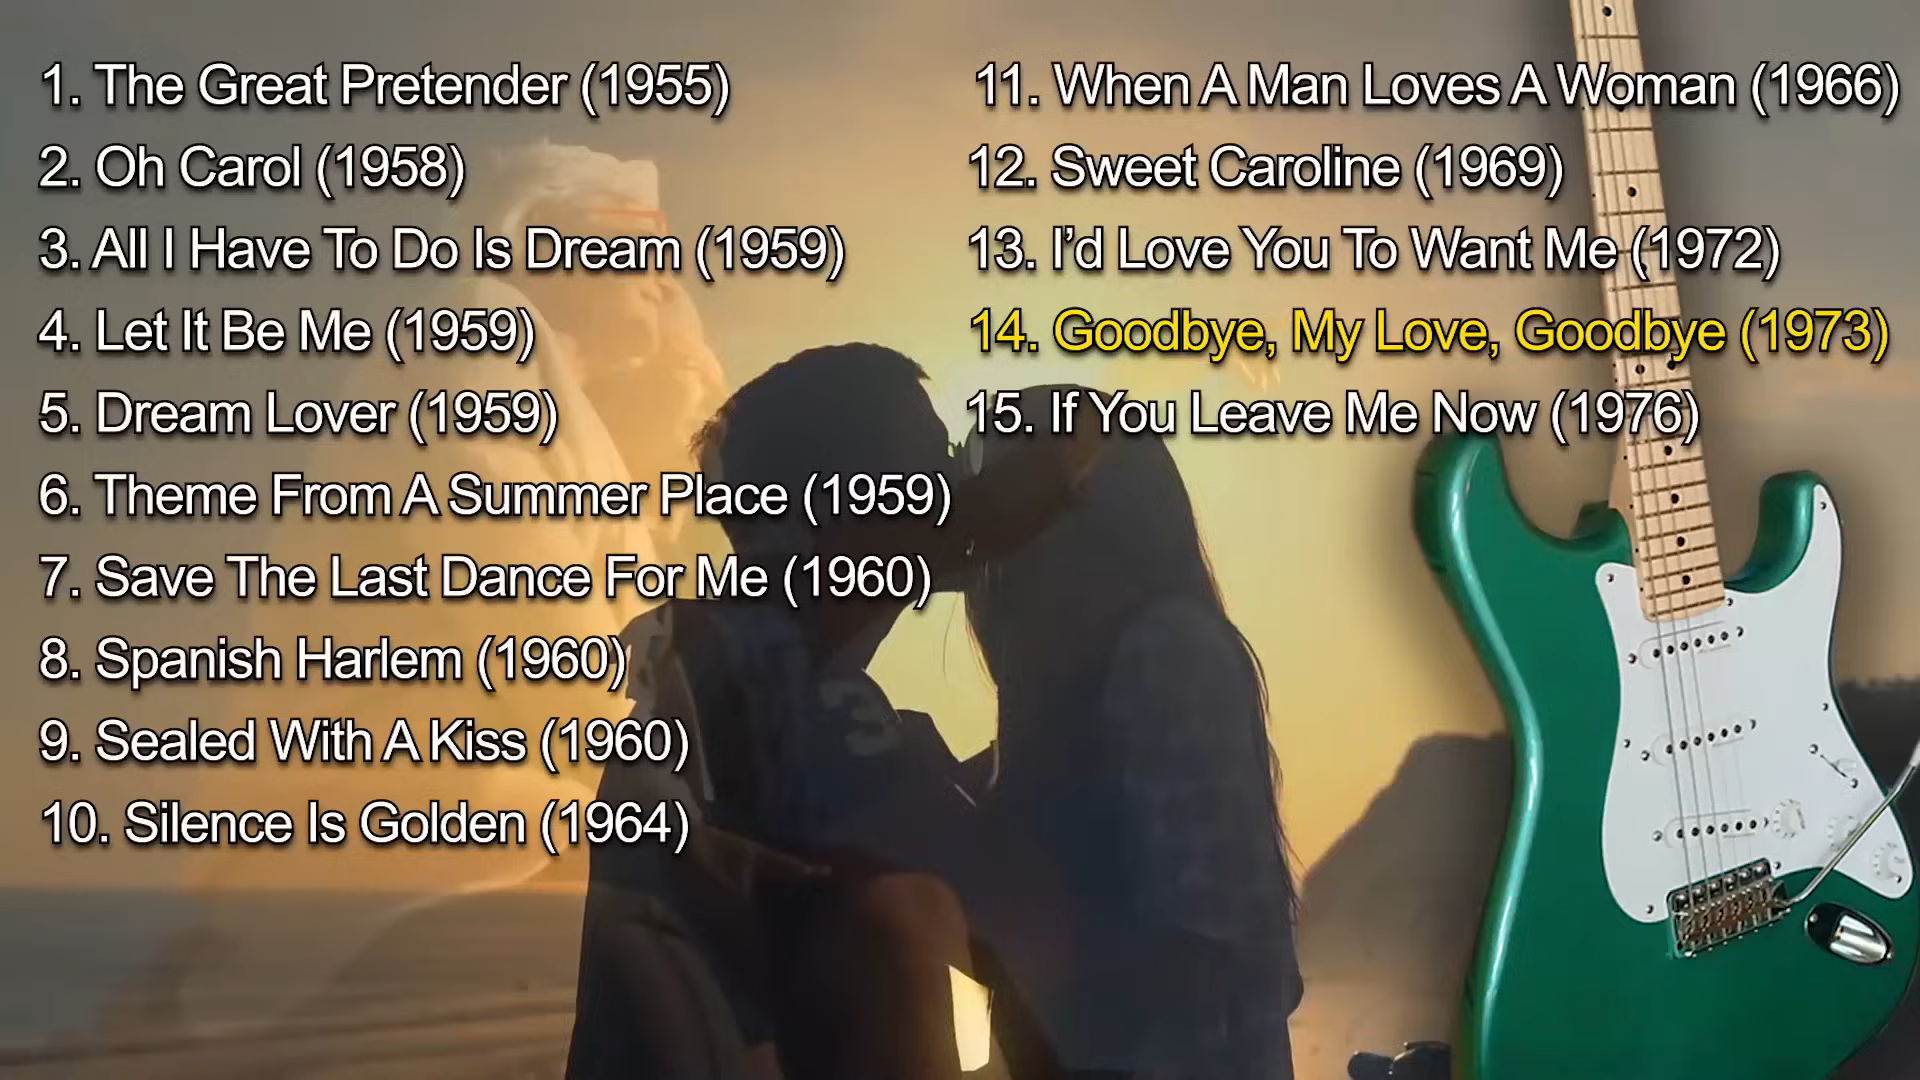 1. The Great Pretender (1955)
2. Oh Carol (1958)
3. All I Have To Do Is Dream (1959)
4. Let It Be Me (1959)
5. Dream Lover (1959)
6. Theme From A Summer Place (1959)
7. Save The Last Dance For Me (1960)
8. Spanish Harlem (1960)
9. Sealed With A Kiss (1960)
10. Silence Is Golden (1964)
11. When A Man Loves A Woman (1966)
12. Sweet Caroline (1969)
13. I’d Love You To Want Me (1972)
14. Goodbye, My Love, Goodbye (1973)
15. If You Leave Me Now (1976)
3